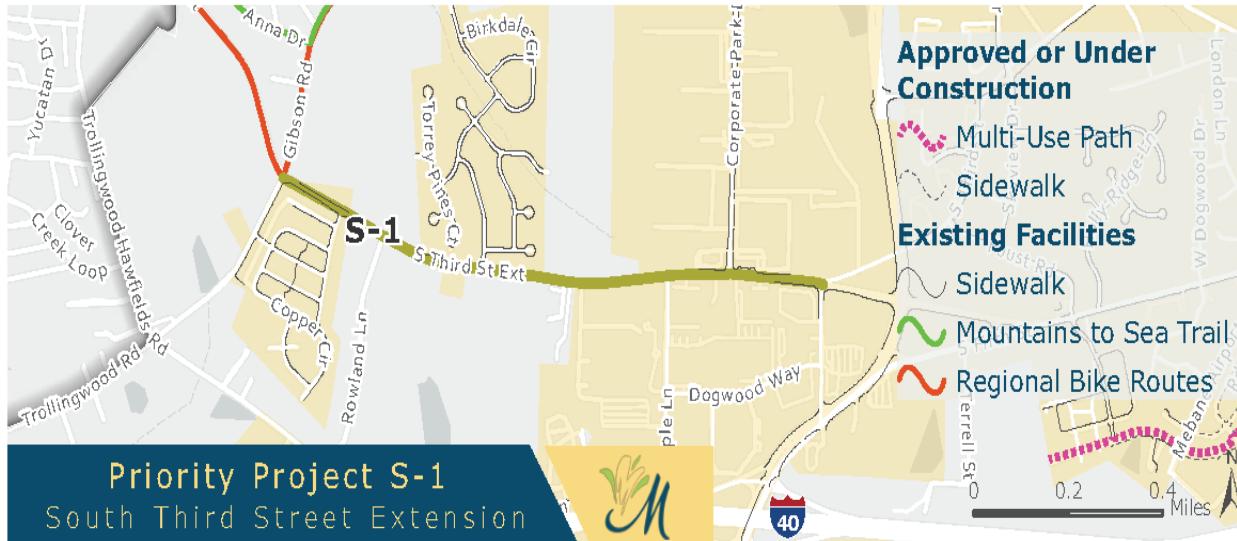 Yucatan Dr
Anna Dr
Gibson Rd
Birkdale Cir
Torrey-Pines Ct
Trollingwood Hawfields Rd
Clover
Creek Loop
S-1
S Third St Ext
Copper Cir
Rowland Ln
Trollingwood Rd
Dogwood Way
Terrell St
London Ln
W Dogwood Dr
Approved or Under
Construction
Multi-Use Path
Sidewalk
Existing Facilities
Sidewalk
Mountains to Sea Trail
Regional Bike Routes
Priority Project S-1
South Third Street Extension
M
40
0 0.2 0.4
Miles
N